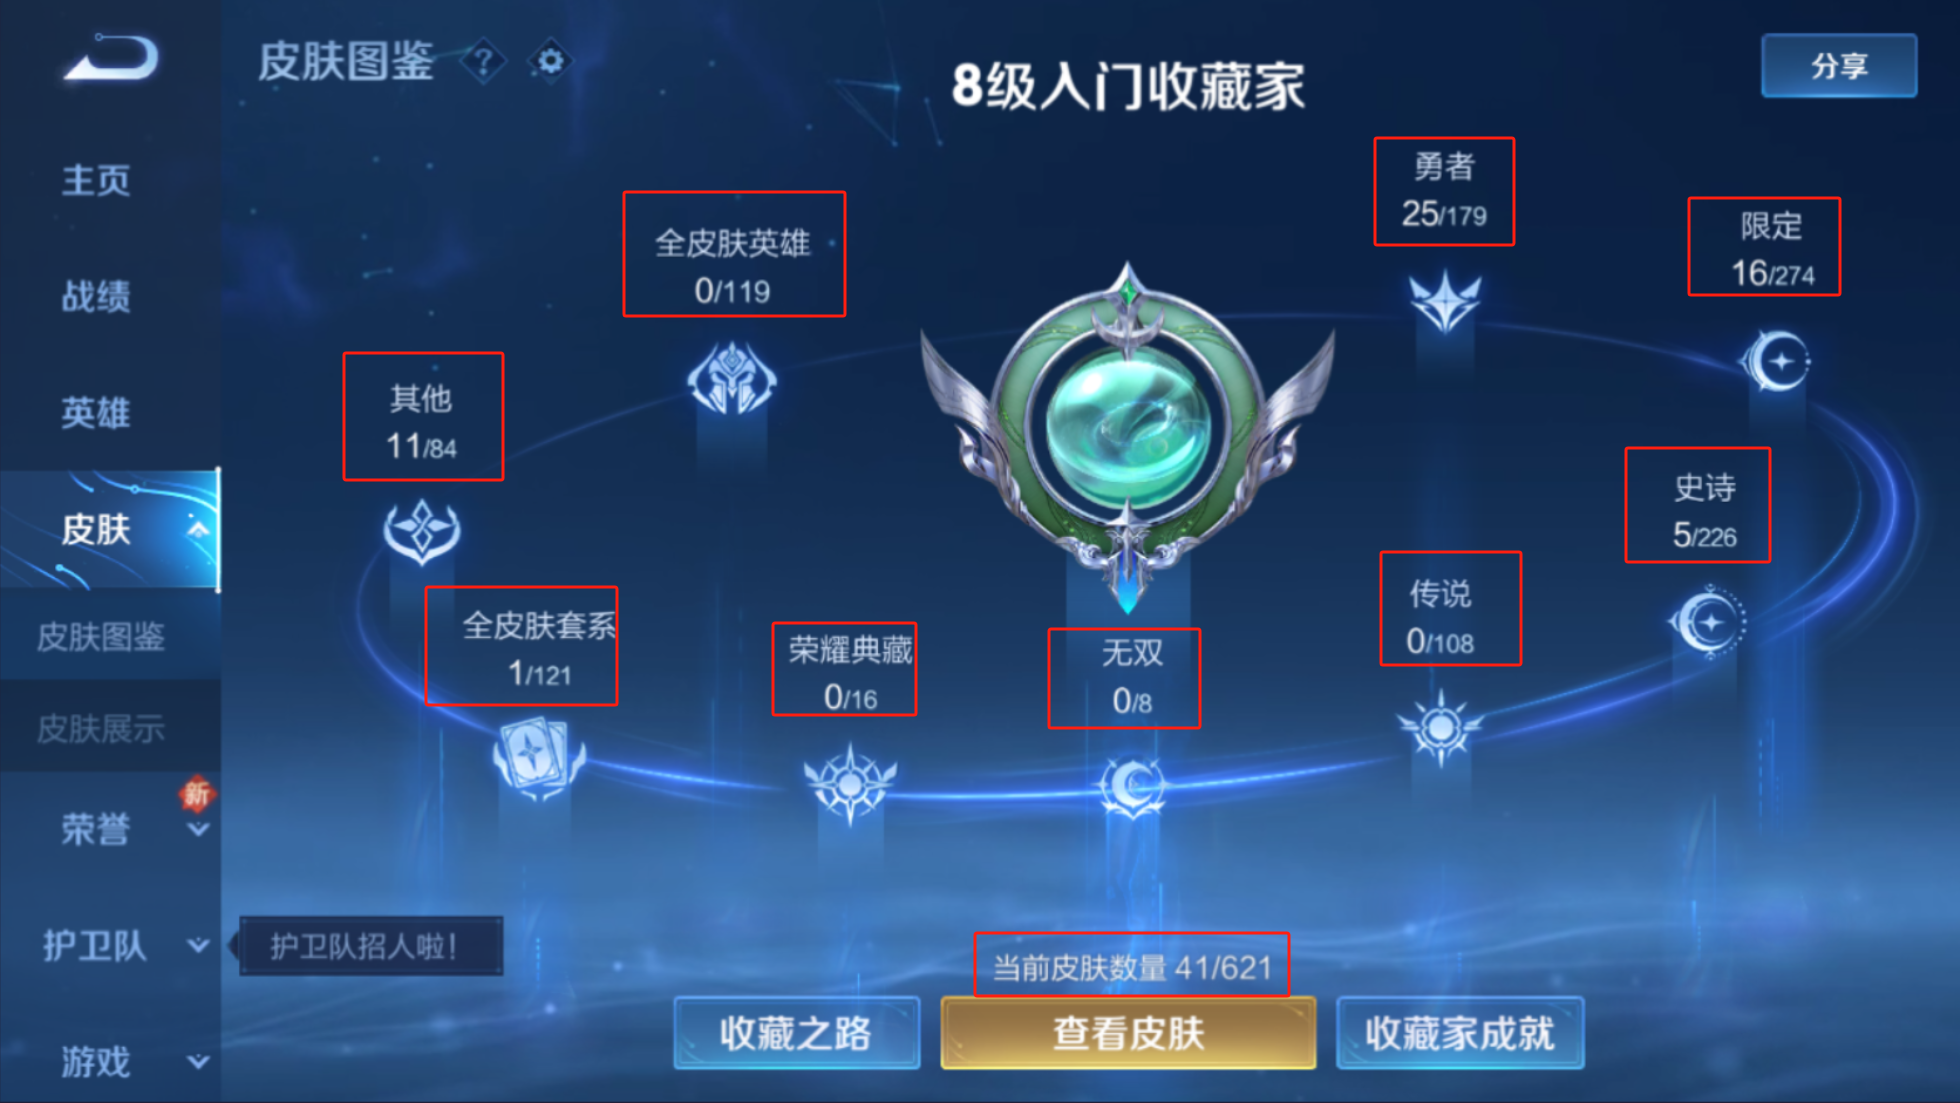 皮肤图鉴
?
8级入门收藏家
分享
主页
战绩
英雄
皮肤
皮肤图鉴
皮肤展示
新
荣誉
护卫队
护卫队招人啦!
游戏
勇者
25/179
限定
16/274
全皮肤英雄
0/119
其他
11/84
史诗
5/226
传说
0/108
全皮肤套系
1/121
荣耀典藏
0/16
无双
0/8
当前皮肤数量 41/621
收藏之路
查看皮肤
收藏家成就